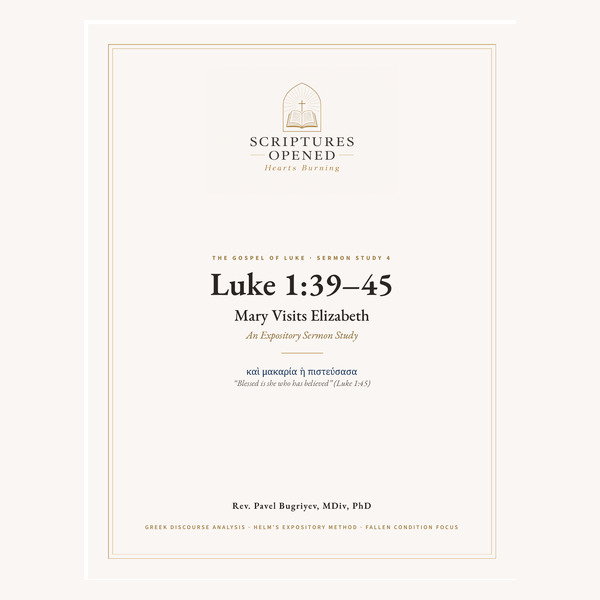 SCRIPTURES
OPENED
Hearts Burning
THE GOSPEL OF LUKE · SERMON STUDY 4
Luke 1:39–45
Mary Visits Elizabeth
An Expository Sermon Study
καὶ μακαρία ἡ πιστεύσασα
“Blessed is she who has believed” (Luke 1:45)
Rev. Pavel Bugriyev, MDiv, PhD
GREEK DISCOURSE ANALYSIS · HELM’S EXPOSITORY METHOD · FALLEN CONDITION FOCUS